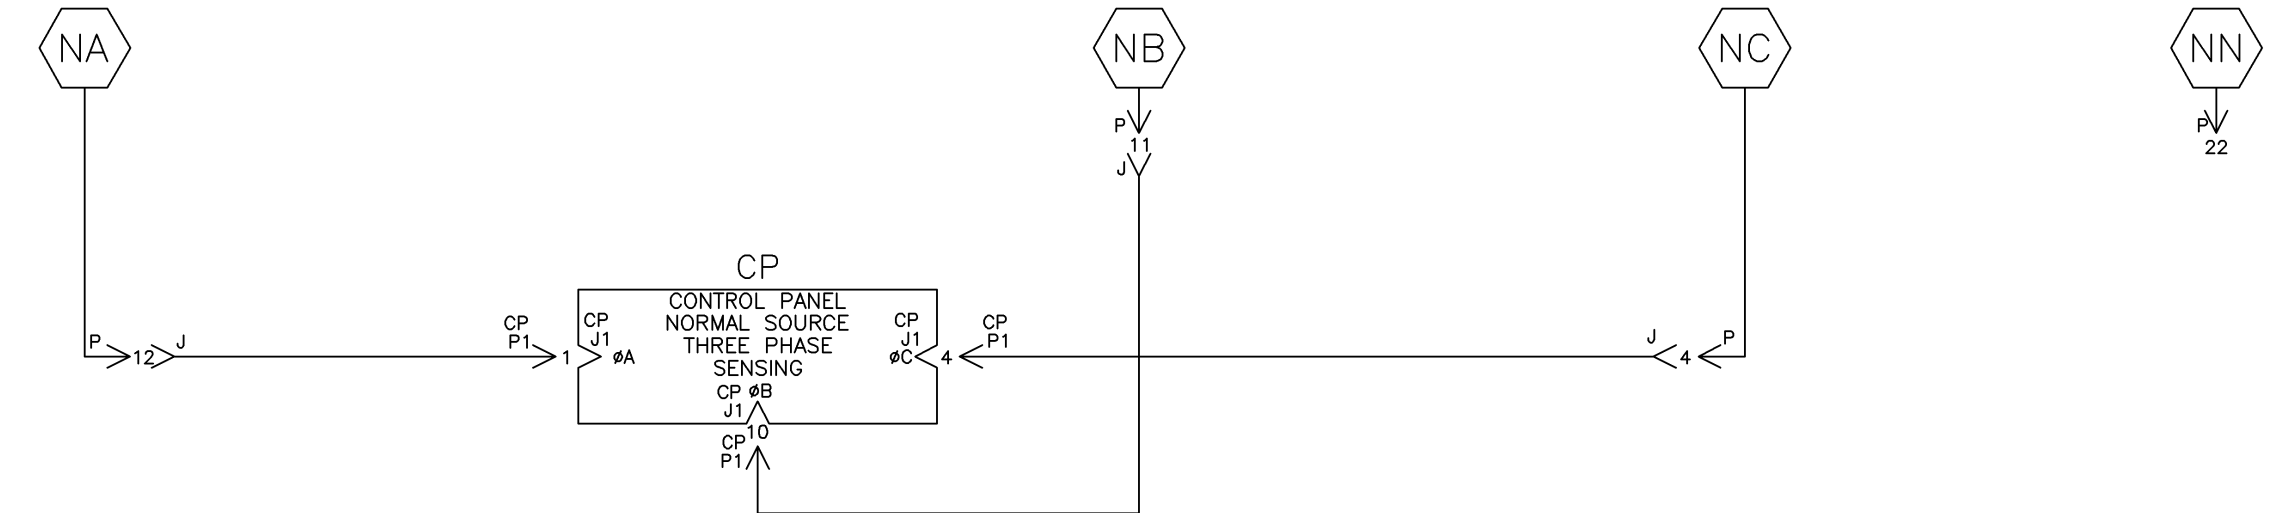 NA
NB
NC
NN
P
11
J
P
22
CP
CONTROL PANEL
NORMAL SOURCE
THREE PHASE
SENSING
P
12
J
CP
P1
1
CP
J1
ØA
CP
J1
ØC
4
CP
P1
J
4
P
CP ØB
J1
10
CP
P1